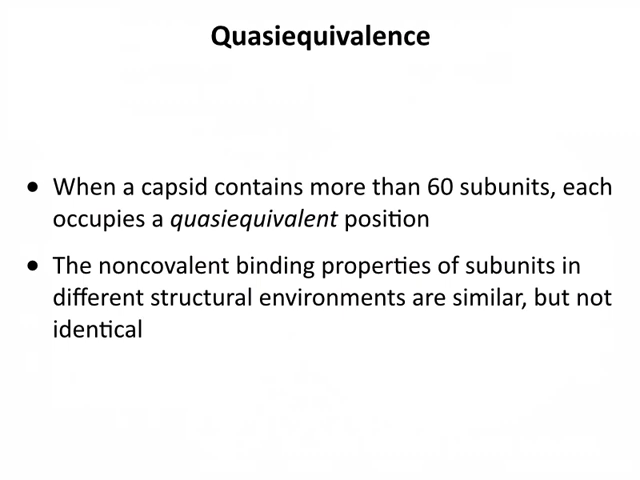 Quasiequivalence
● When a capsid contains more than 60 subunits, each
occupies a quasiequivalent position
● The noncovalent binding properties of subunits in
different structural environments are similar, but not
identical